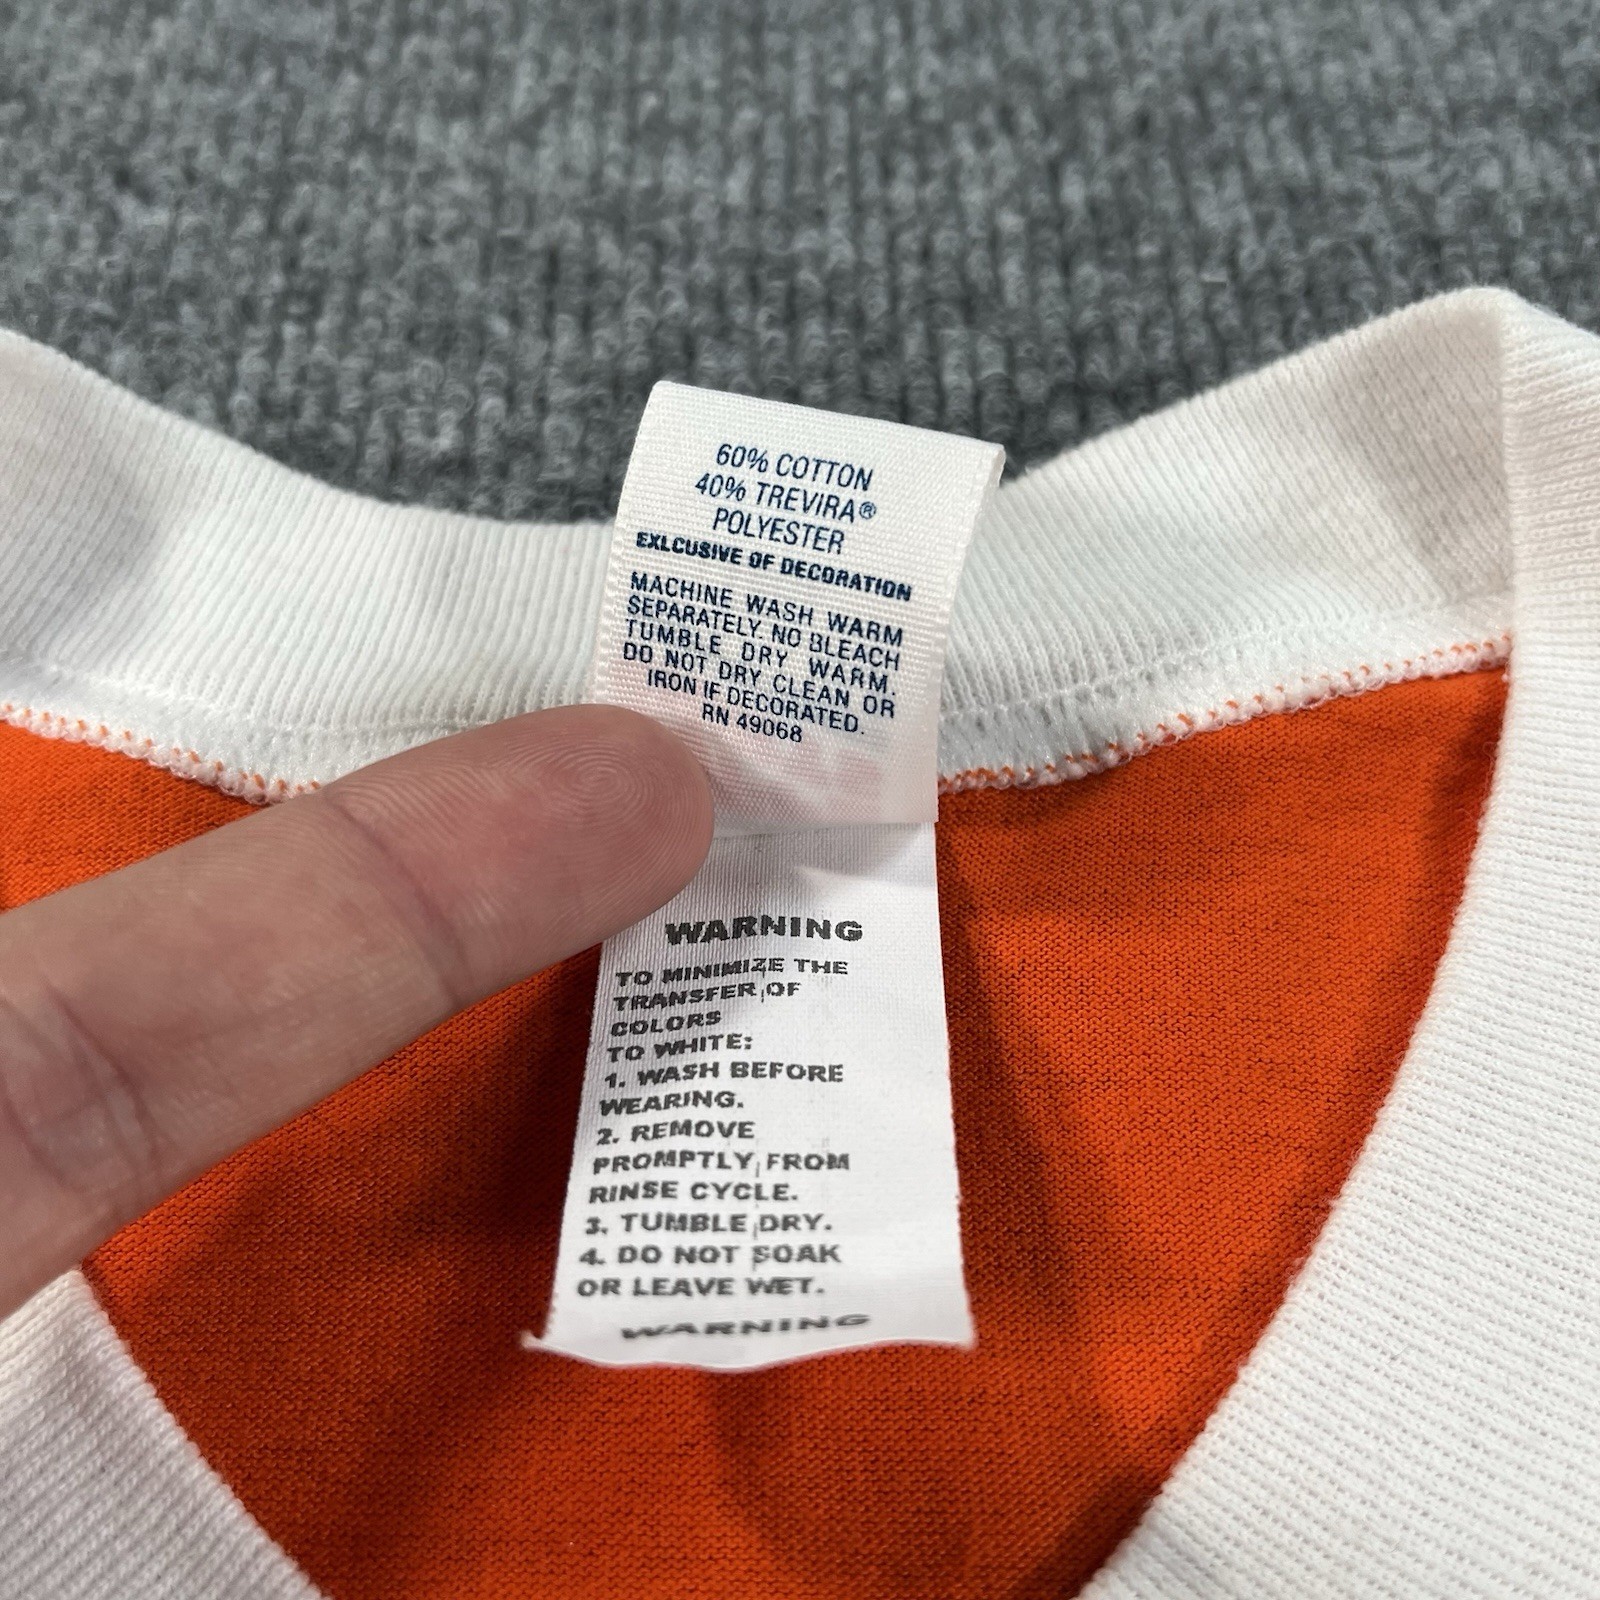 60% COTTON
40% TREVIRA®
POLYESTER
EXLCUSIVE OF DECORATION
MACHINE WASH WARM
SEPARATELY. NO BLEACH
TUMBLE DRY WARM.
DO NOT DRY CLEAN OR
IRON IF DECORATED.
RN 49068
WARNING
TO MINIMIZE THE
TRANSFER OF
COLORS
TO WHITE:
1. WASH BEFORE
WEARING.
2. REMOVE
PROMPTLY FROM
RINSE CYCLE.
3. TUMBLE DRY.
4. DO NOT SOAK
OR LEAVE WET.
WARNING